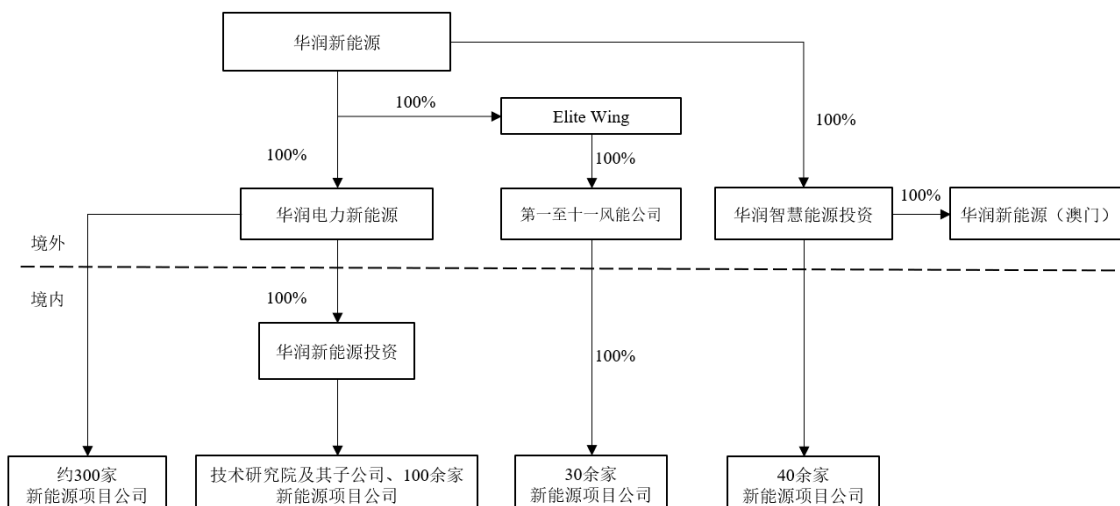 华润新能源
100%
Elite Wing
100%
100%
100%
华润电力新能源
第一至十一风能公司
华润智慧能源投资
100%
华润新能源（澳门）
境外
境内
100%
华润新能源投资
100%
约300家
新能源项目公司
技术研究院及其子公司、100余家
新能源项目公司
30余家
新能源项目公司
40余家
新能源项目公司